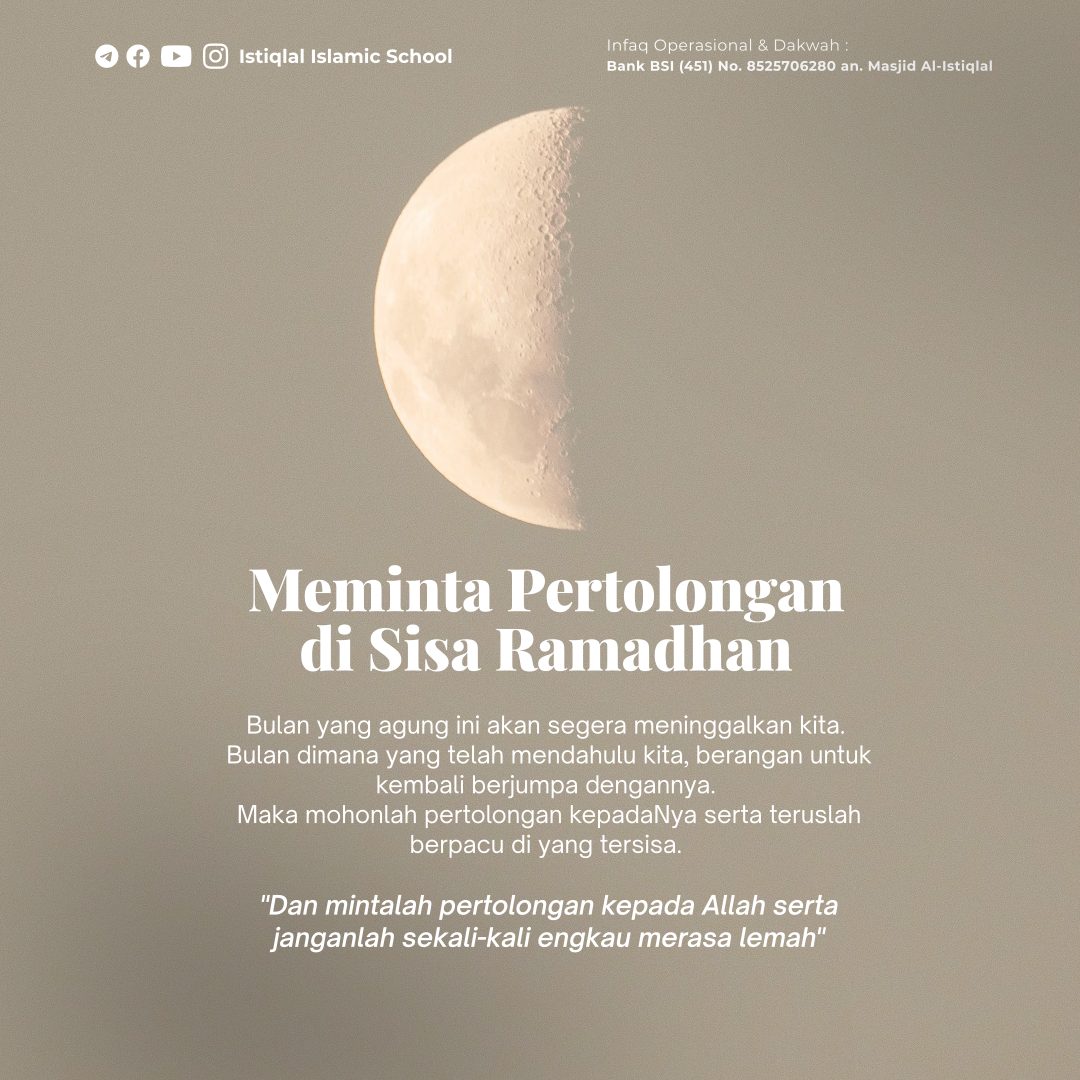 Istiqlal Islamic School
Infaq Operasional & Dakwah :
Bank BSI (451) No. 8525706280 an. Masjid Al-Istiqlal
Meminta Pertolongan
di Sisa Ramadhan
Bulan yang agung ini akan segera meninggalkan kita.
Bulan dimana yang telah mendahulu kita, berangan untuk
kembali berjumpa dengannya.
Maka mohonlah pertolongan kepadaNya serta teruslah
berpacu di yang tersisa.
"Dan mintalah pertolongan kepada Allah serta
janganlah sekali-kali engkau merasa lemah"